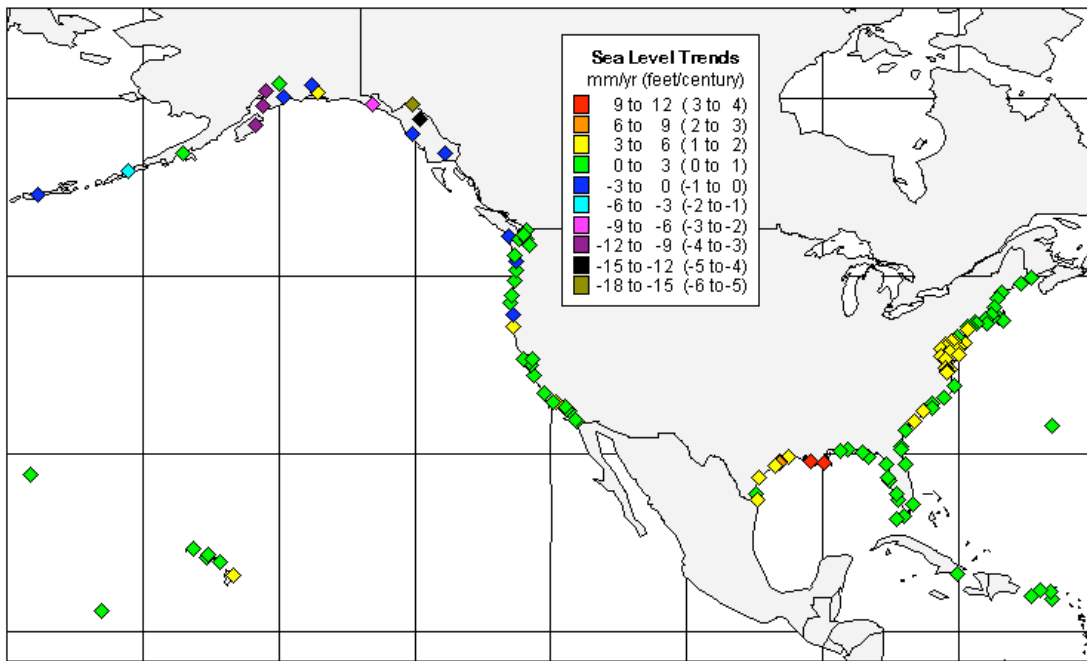 Sea Level Trends
mm/yr (feet/century)
9 to 12 (3 to 4)
6 to 9 (2 to 3)
3 to 6 (1 to 2)
0 to 3 (0 to 1)
-3 to 0 (-1 to 0)
-6 to -3 (-2 to -1)
-9 to -6 (-3 to -2)
-12 to -9 (-4 to -3)
-15 to -12 (-5 to -4)
-18 to -15 (-6 to -5)